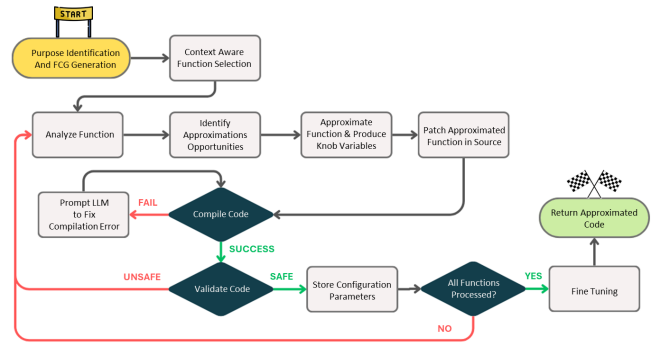 START
Purpose Identification
And FCG Generation
Context Aware
Function Selection
Analyze Function
Identify
Approximations
Opportunities
Approximate
Function & Produce
Knob Variables
Patch Approximated
Function in Source
Prompt LLM
to Fix
Compilation Error
FAIL
Compile Code
Return Approximated
Code
SUCCESS
UNSAFE
Validate Code
SAFE
Store Configuration
Parameters
All Functions
Processed?
YES
Fine Tuning
NO